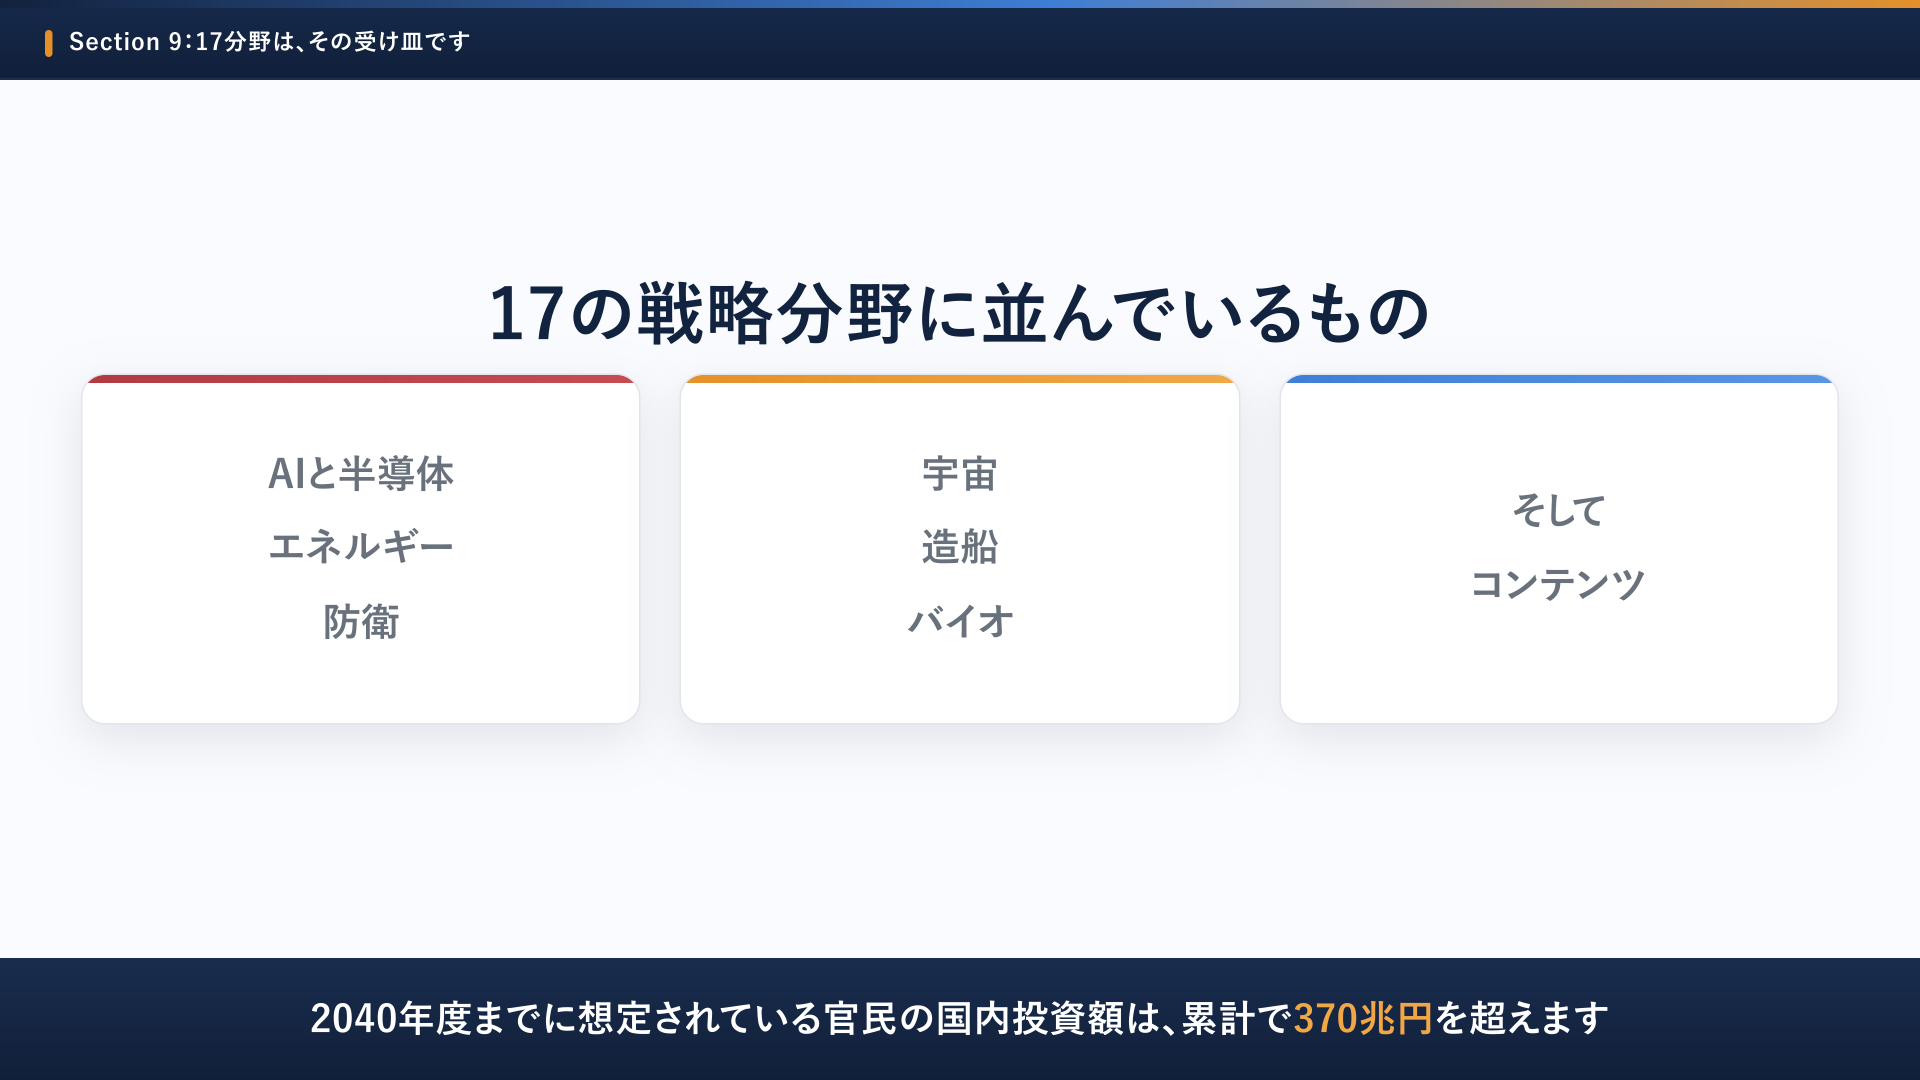 Section 9：17分野は、その受け皿です
17の戦略分野に並んでいるもの
AIと半導体
エネルギー
防衛
宇宙
造船
バイオ
そして
コンテンツ
2040年度までに想定されている官民の国内投資額は、累計で370兆円を超えます